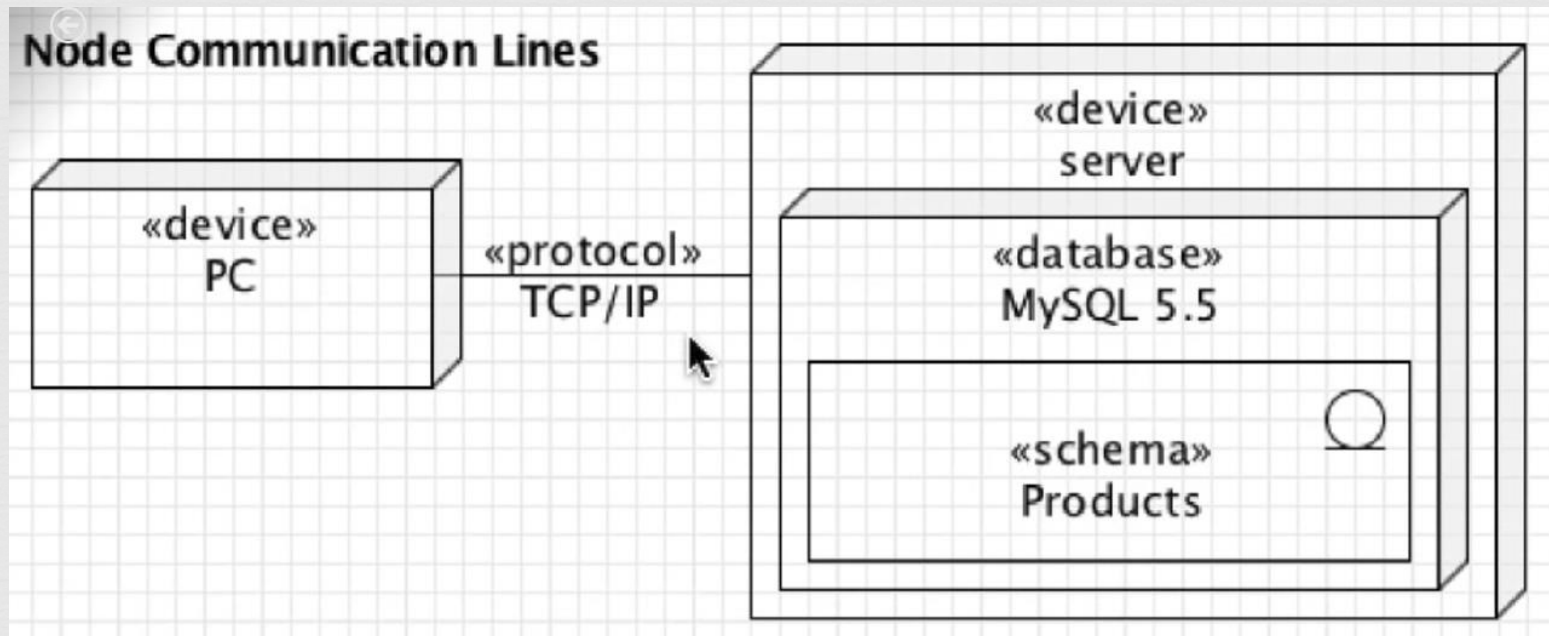 Node Communication Lines
«device»
PC
«protocol»
TCP/IP
«device»
server
«database»
MySQL 5.5
«schema»
Products